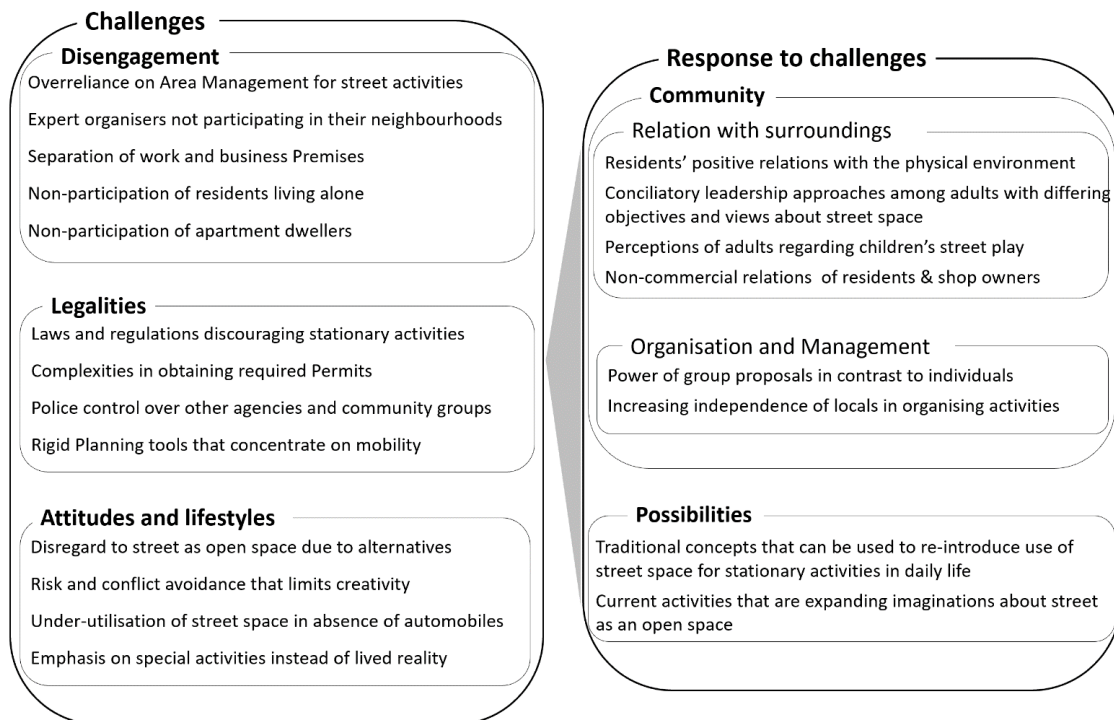 Challenges
Disengagement
Overreliance on Area Management for street activities
Expert organisers not participating in their neighbourhoods
Separation of work and business Premises
Non-participation of residents living alone
Non-participation of apartment dwellers
Legalities
Laws and regulations discouraging stationary activities
Complexities in obtaining required Permits
Police control over other agencies and community groups
Rigid Planning tools that concentrate on mobility
Attitudes and lifestyles
Disregard to street as open space due to alternatives
Risk and conflict avoidance that limits creativity
Under-utilisation of street space in absence of automobiles
Emphasis on special activities instead of lived reality
Response to challenges
Community
Relation with surroundings
Residents’ positive relations with the physical environment
Conciliatory leadership approaches among adults with differing
objectives and views about street space
Perceptions of adults regarding children’s street play
Non-commercial relations of residents & shop owners
Organisation and Management
Power of group proposals in contrast to individuals
Increasing independence of locals in organising activities
Possibilities
Traditional concepts that can be used to re-introduce use of
street space for stationary activities in daily life
Current activities that are expanding imaginations about street
as an open space